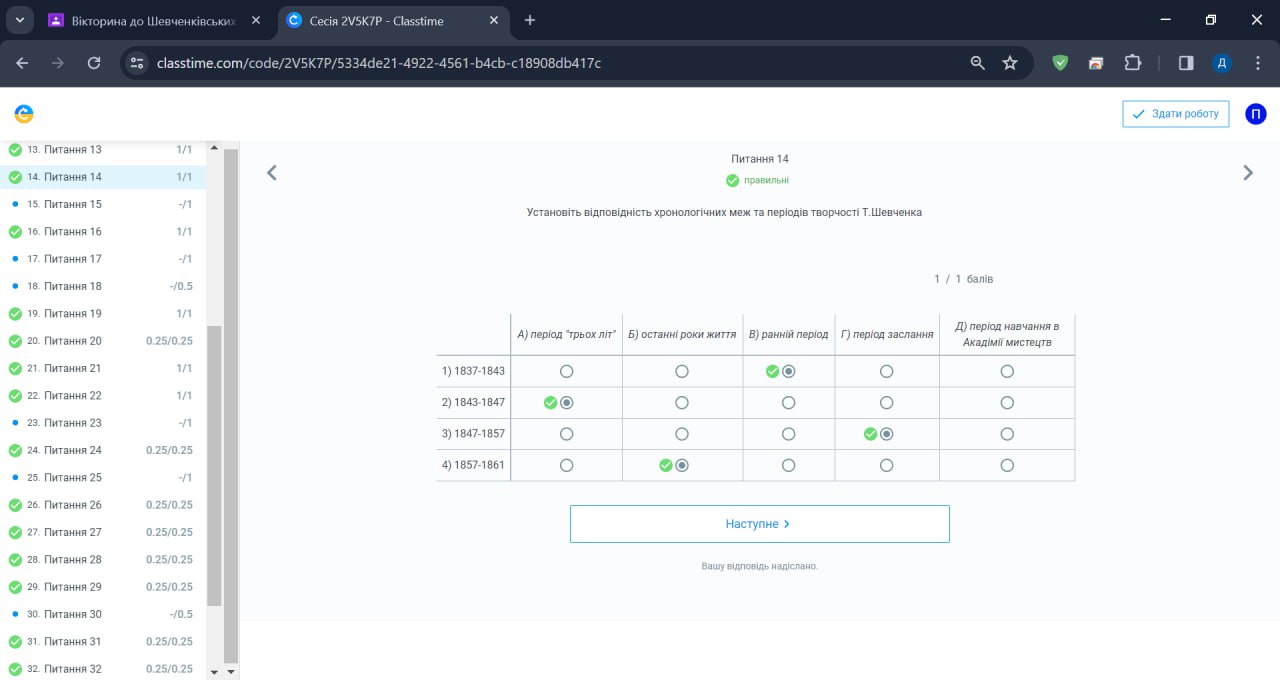 Вікторина до Шевченківських
Сесія 2V5K7P - Classtime
classtime.com/code/2V5K7P/5334de21-4922-4561-b4cb-c18908db417c
Д
Здати роботу
П
13. Питання 13 1/1
14. Питання 14 1/1
15. Питання 15 -/1
16. Питання 16 1/1
17. Питання 17 -/1
18. Питання 18 -/0.5
19. Питання 19 1/1
20. Питання 20 0.25/0.25
21. Питання 21 1/1
22. Питання 22 1/1
23. Питання 23 -/1
24. Питання 24 0.25/0.25
25. Питання 25 -/1
26. Питання 26 0.25/0.25
27. Питання 27 0.25/0.25
28. Питання 28 0.25/0.25
29. Питання 29 0.25/0.25
30. Питання 30 -/0.5
31. Питання 31 0.25/0.25
32. Питання 32 0.25/0.25
Питання 14
правильні
Установіть відповідність хронологічних меж та періодів творчості Т.Шевченка
1 / 1 балів
А) період "трьох літ" Б) останні роки життя В) ранній період Г) період заслання Д) період навчання в
Акадімії мистецтв
1) 1837-1843
2) 1843-1847
3) 1847-1857
4) 1857-1861
Наступне
Вашу відповідь надіслано.